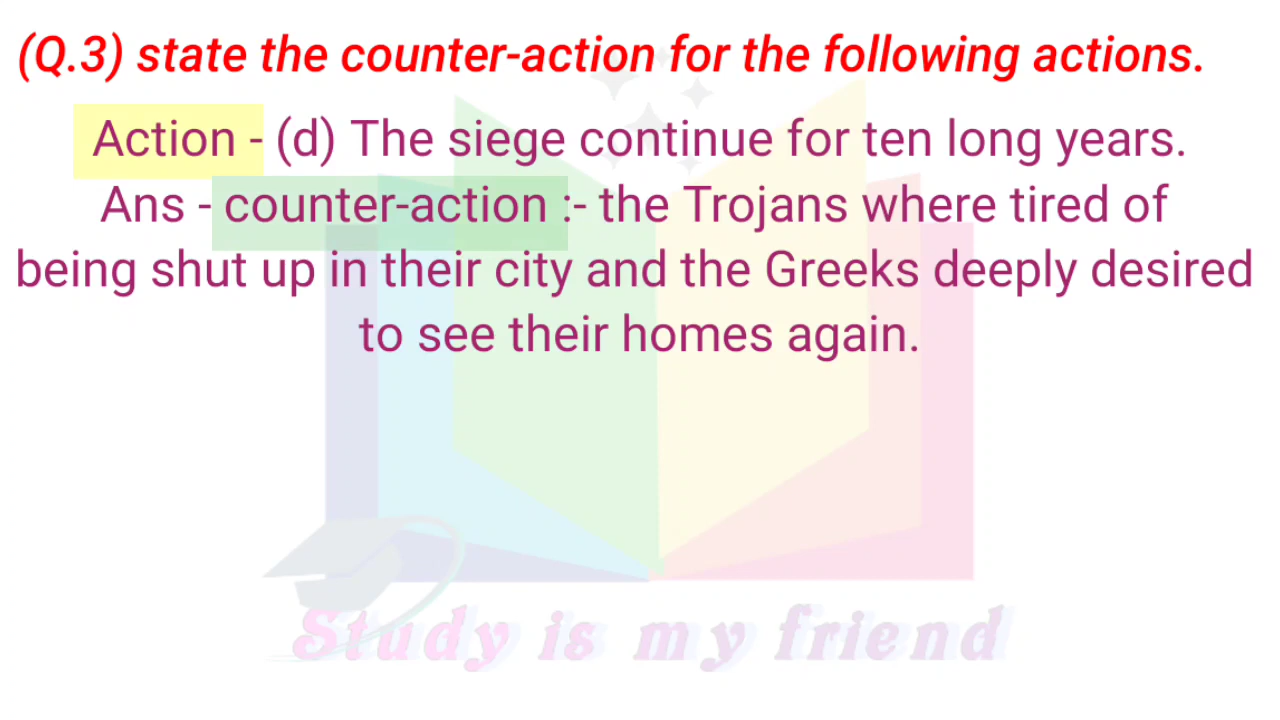 (Q.3) state the counter-action for the following actions.
Action - (d) The siege continue for ten long years.
Ans - counter-action :- the Trojans where tired of
being shut up in their city and the Greeks deeply desired
to see their homes again.
Study is my friend